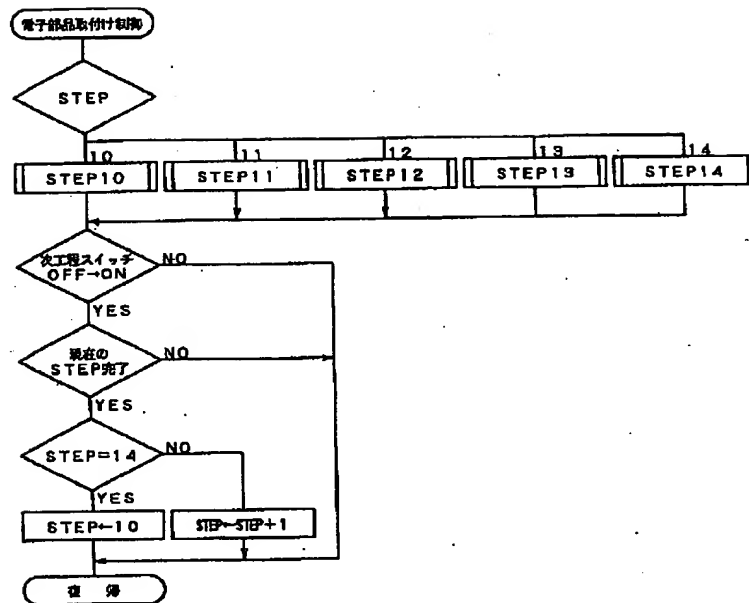 電子部品取付け制御
STEP
10
11
12
13
14
STEP10
STEP11
STEP12
STEP13
STEP14
次工程スイッチ
OFF→ON
NO
YES
現在の
STEP完了
NO
YES
STEP=14
NO
YES
STEP←10
STEP←STEP+1
復 帰